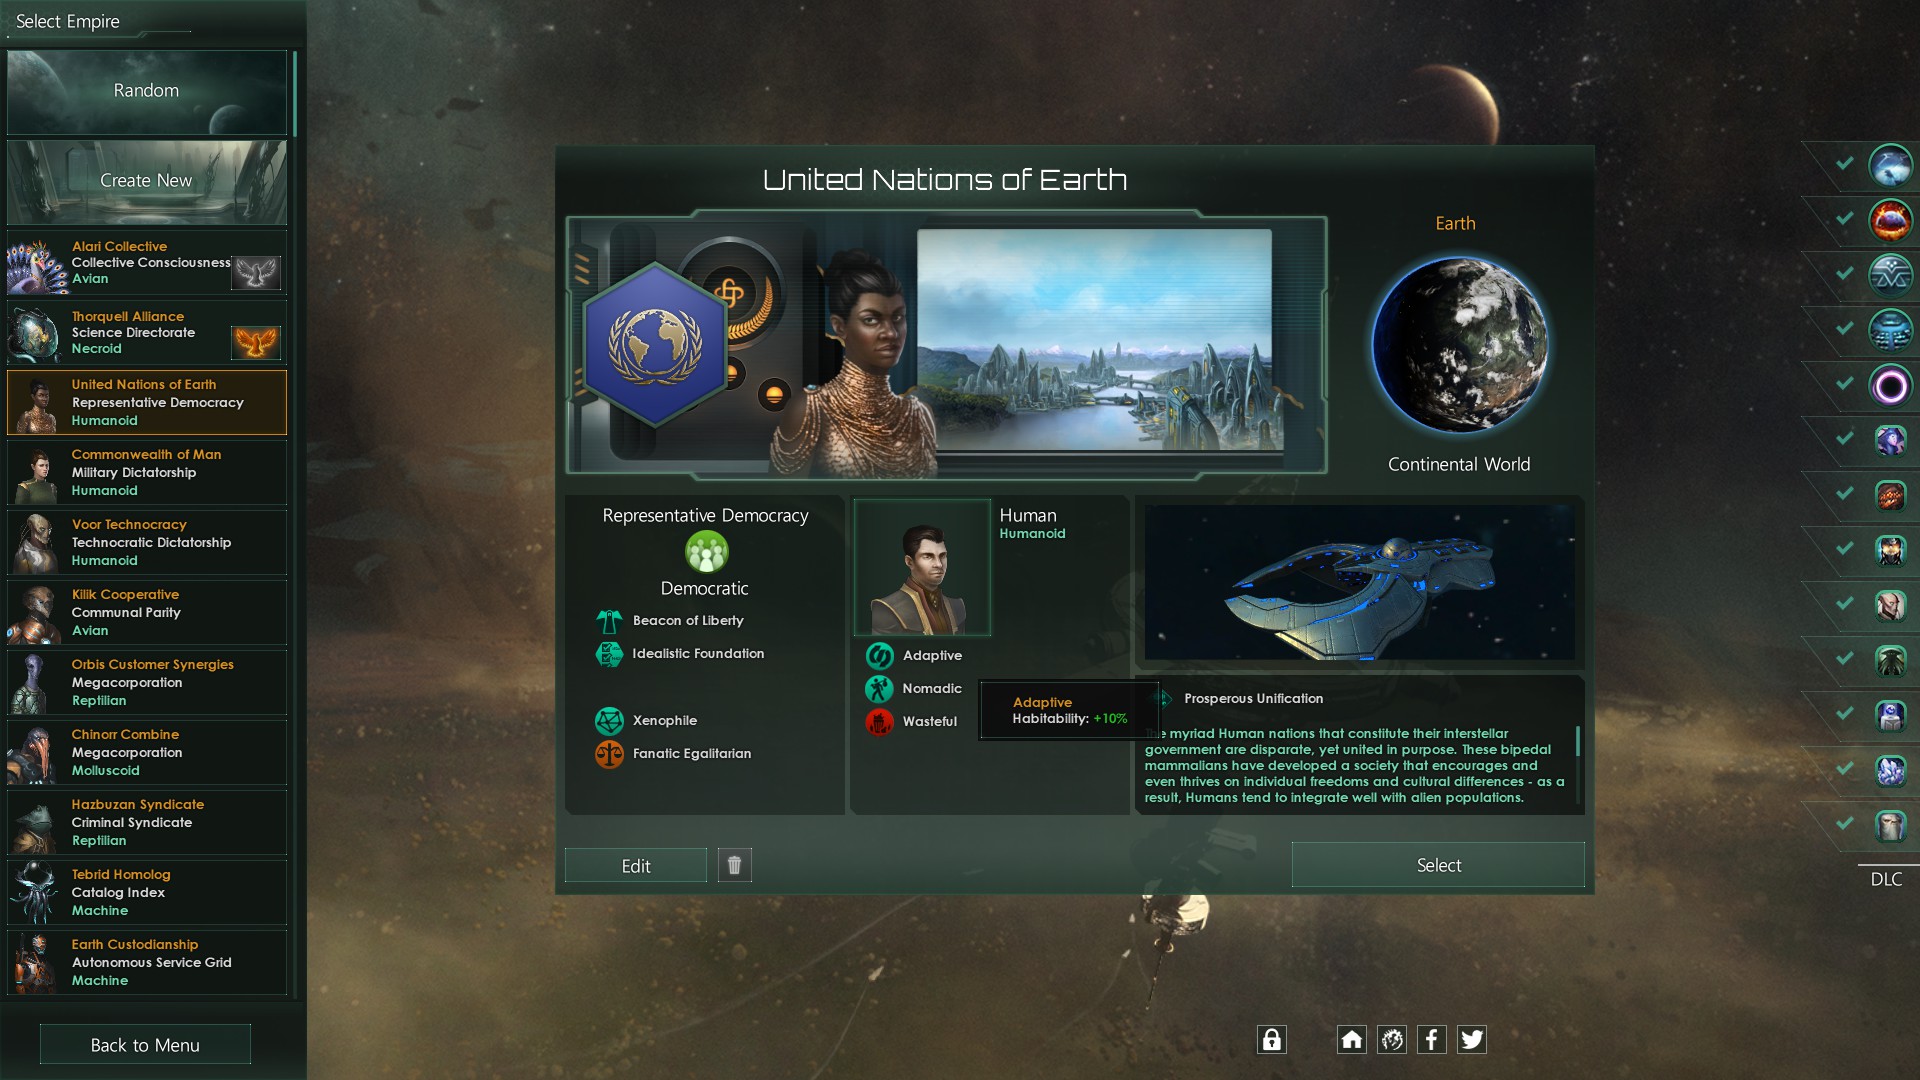 Select Empire
Random
Create New
Alari Collective
Collective Consciousness
Avian
Thorquell Alliance
Science Directorate
Necroid
United Nations of Earth
Representative Democracy
Humanoid
Commonwealth of Man
Military Dictatorship
Humanoid
Voor Technocracy
Technocratic Dictatorship
Humanoid
Kilik Cooperative
Communal Parity
Avian
Orbis Customer Synergies
Megacorporation
Reptilian
Chinorr Combine
Megacorporation
Molluscoid
Hazbuzan Syndicate
Criminal Syndicate
Reptilian
Tebrid Homolog
Catalog Index
Machine
Earth Custodianship
Autonomous Service Grid
Machine
Back to Menu
United Nations of Earth
Earth
Continental World
Representative Democracy
Democratic
Beacon of Liberty
Idealistic Foundation
Xenophile
Fanatic Egalitarian
Human
Humanoid
Adaptive
Nomadic
Wasteful
Adaptive
Habitability: +10%
Prosperous Unification
The myriad Human nations that constitute their interstellar
government are disparate, yet united in purpose. These bipedal
mammalians have developed a society that encourages and
even thrives on individual freedoms and cultural differences - as a
result, Humans tend to integrate well with alien populations.
Edit
Select
DLC